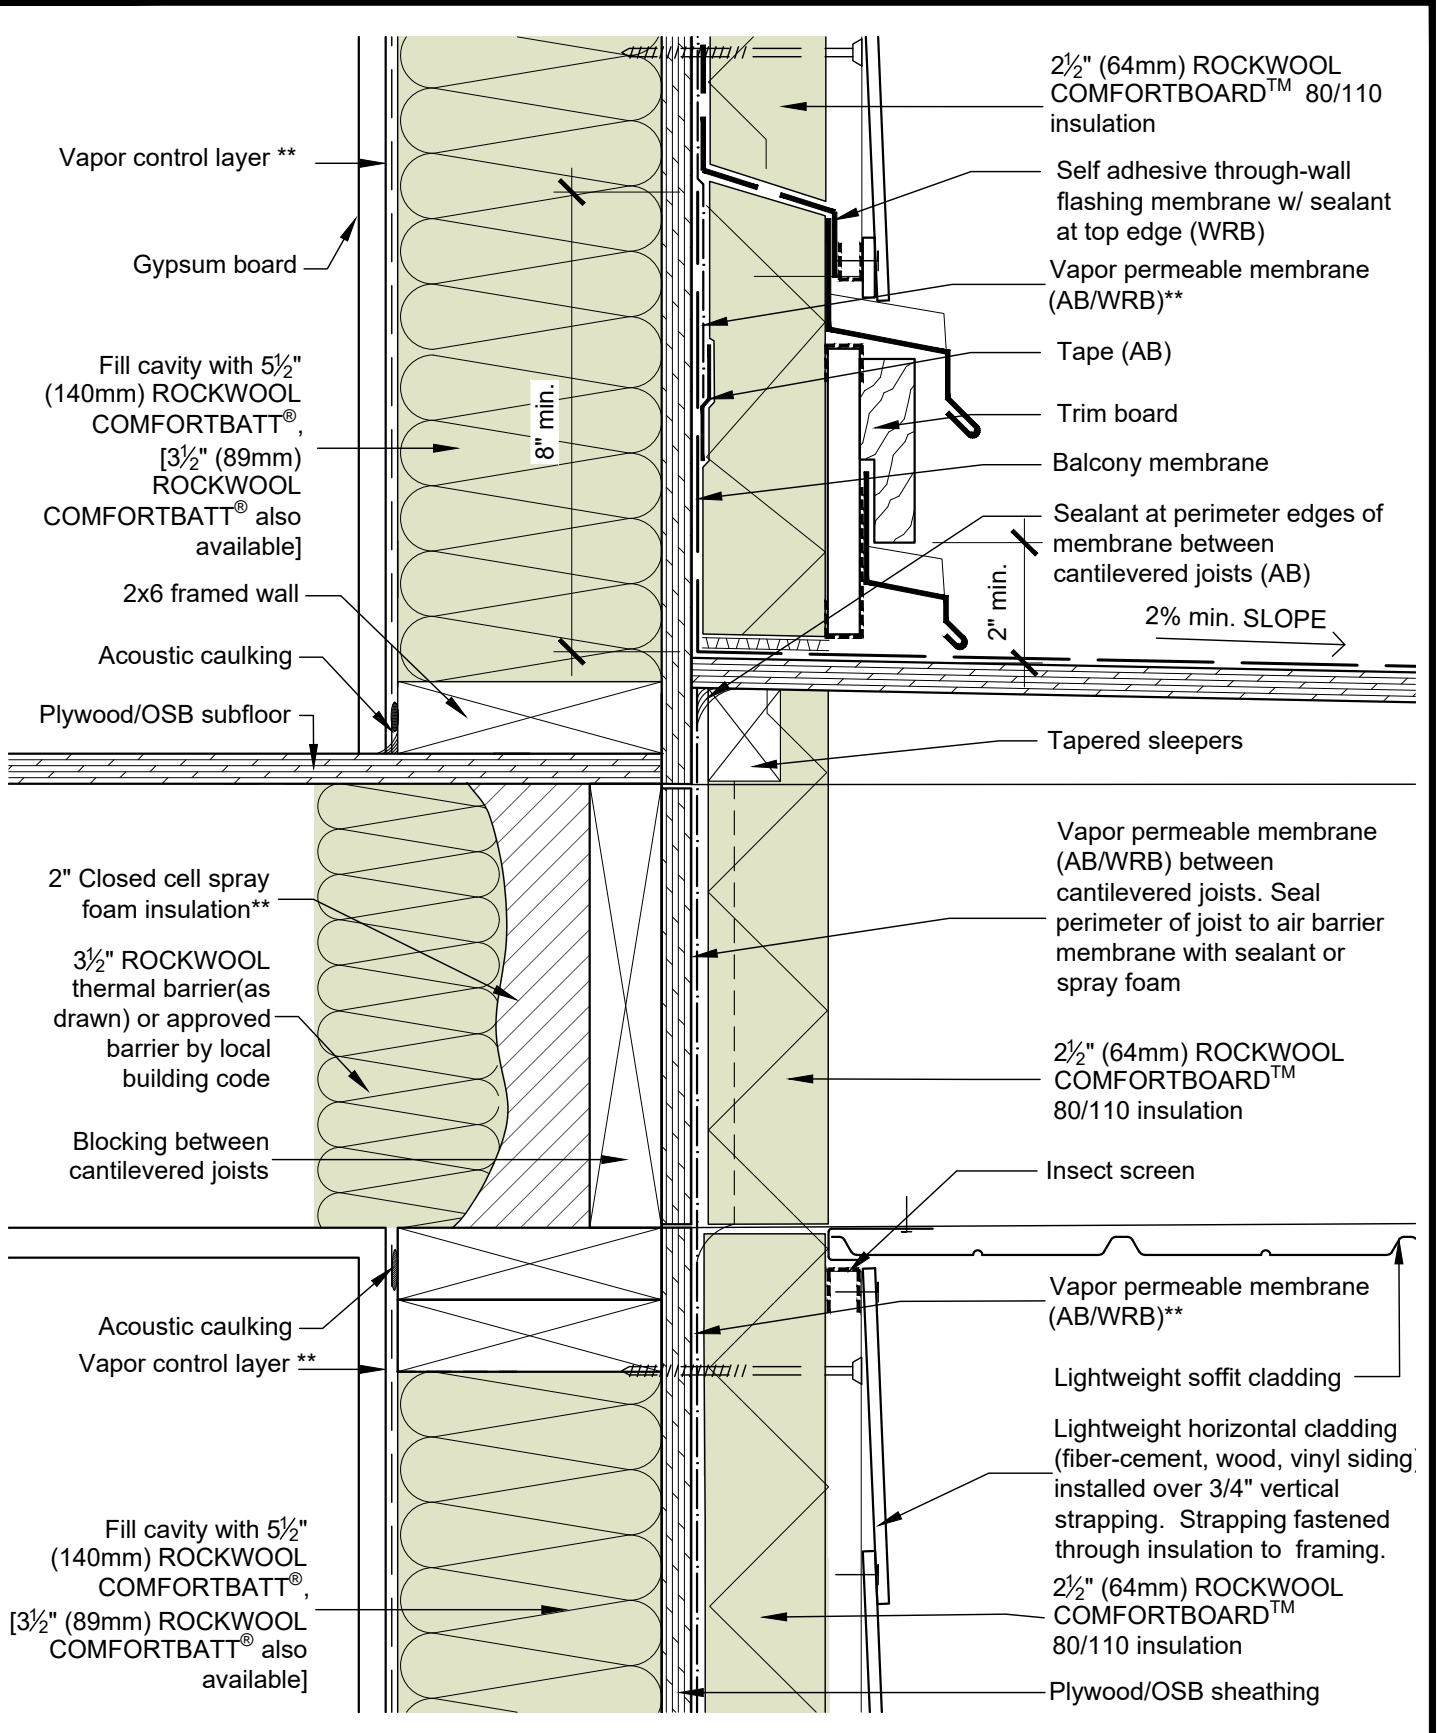 Vapor control layer **
Gypsum board
Fill cavity with 5½"
(140mm) ROCKWOOL
COMFORTBATT®,
[3½" (89mm)
ROCKWOOL
COMFORTBATT® also
available]
2x6 framed wall
Acoustic caulking
Plywood/OSB subfloor
2" Closed cell spray
foam insulation**
3½" ROCKWOOL
thermal barrier(as
drawn) or approved
barrier by local
building code
Blocking between
cantilevered joists
Acoustic caulking
Vapor control layer **
Fill cavity with 5½"
(140mm) ROCKWOOL
COMFORTBATT®,
[3½" (89mm) ROCKWOOL
COMFORTBATT® also
available]
8" min.
2½" (64mm) ROCKWOOL
COMFORTBOARD™ 80/110
insulation
Self adhesive through-wall
flashing membrane w/ sealant
at top edge (WRB)
Vapor permeable membrane
(AB/WRB)**
Tape (AB)
Trim board
Balcony membrane
Sealant at perimeter edges of
membrane between
cantilevered joists (AB)
2" min.
2% min. SLOPE
Tapered sleepers
Vapor permeable membrane
(AB/WRB) between
cantilevered joists. Seal
perimeter of joist to air barrier
membrane with sealant or
spray foam
2½" (64mm) ROCKWOOL
COMFORTBOARD™
80/110 insulation
Insect screen
Vapor permeable membrane
(AB/WRB)**
Lightweight soffit cladding
Lightweight horizontal cladding
(fiber-cement, wood, vinyl siding)
installed over 3/4" vertical
strapping. Strapping fastened
through insulation to framing.
2½" (64mm) ROCKWOOL
COMFORTBOARD™
80/110 insulation
Plywood/OSB sheathing